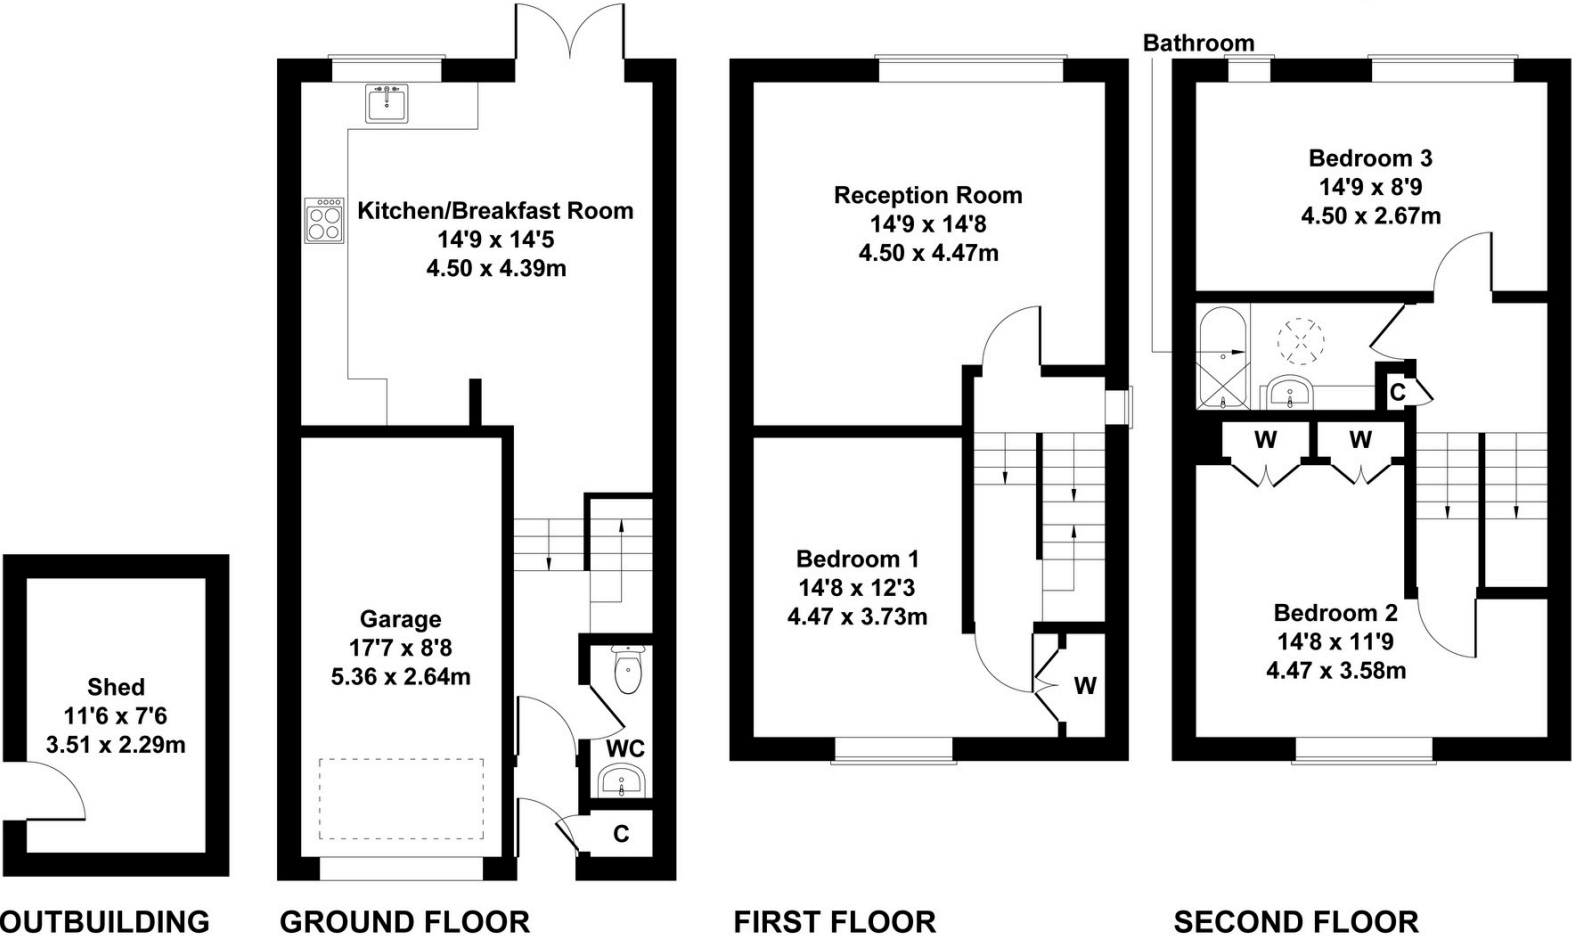 Kitchen/Breakfast Room
14'9 x 14'5
4.50 x 4.39m
Garage
17'7 x 8'8
5.36 x 2.64m
WC
C
Shed
11'6 x 7'6
3.51 x 2.29m
Reception Room
14'9 x 14'8
4.50 x 4.47m
Bedroom 1
14'8 x 12'3
4.47 x 3.73m
W
Bathroom
Bedroom 3
14'9 x 8'9
4.50 x 2.67m
C
W
W
Bedroom 2
14'8 x 11'9
4.47 x 3.58m
OUTBUILDING
GROUND FLOOR
FIRST FLOOR
SECOND FLOOR